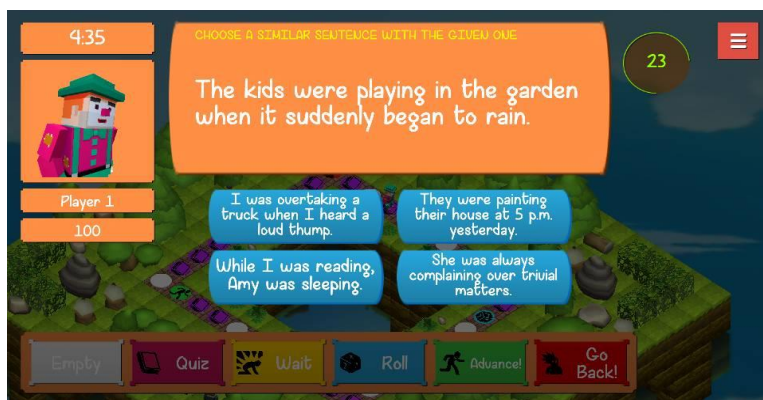 4:35
CHOOSE A SIMILAR SENTENCE WITH THE GIVEN ONE
23
The kids were playing in the garden
when it suddenly began to rain.
Player 1
100
I was overtaking a
truck when I heard a
loud thump.
They were painting
their house at 5 p.m.
yesterday.
While I was reading,
Amy was sleeping.
She was always
complaining over trivial
matters.
Empty
Quiz
Wait
Roll
Advance!
Go
Back!